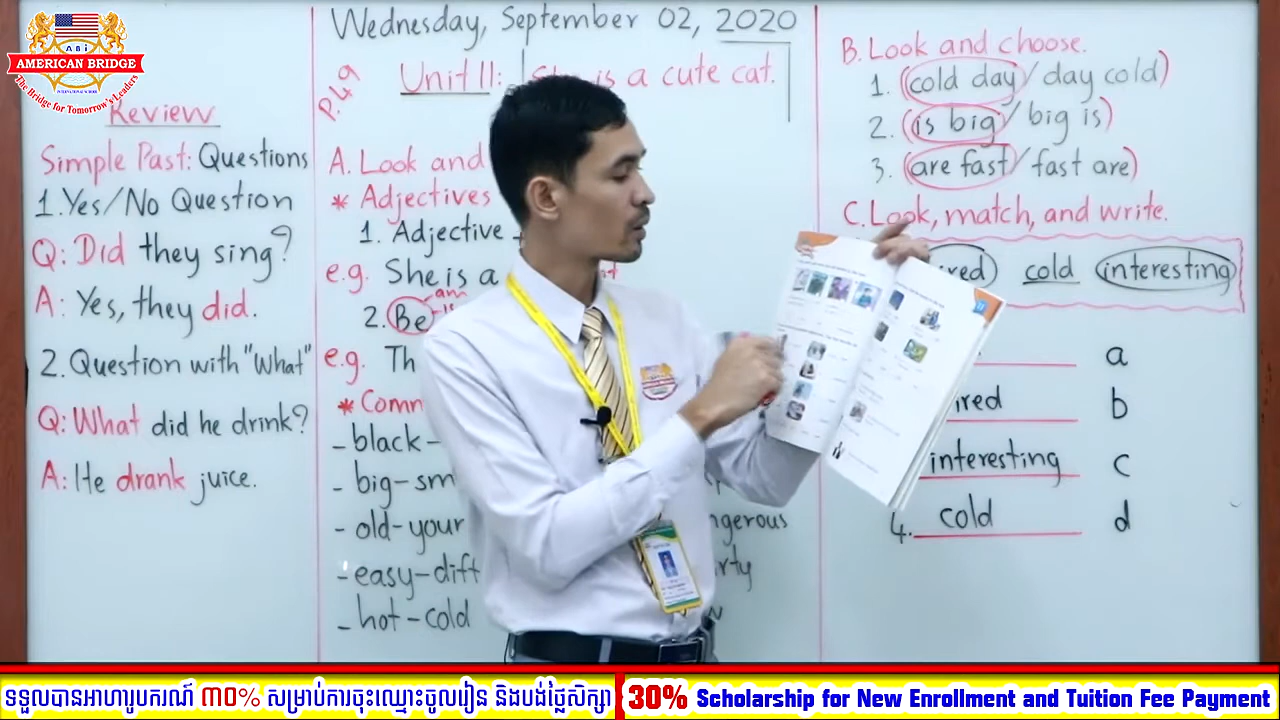 AMERICAN BRIDGE
The Bridge for Tomorrow's Leaders
Review
Simple Past: Questions
1. Yes/No Question
Q: Did they sing?
A: Yes, they did.
2. Question with "What"
Q: What did he drink?
A: He drank juice.
Wednesday, September 02, 2020
P.49
Unit 11: She is a cute cat.
A. Look and
* Adjectives
1. Adjective
e.g. She is a
am
2. Be
e.g. Th
- black-
- big-sm
- old-your
- easy-diff
- hot-cold
B. Look and choose.
1. (cold day/day cold)
2. (is big/big is)
3. (are fast/fast are)
C. Look, match, and write.
cold interesting
a
b
interesting c
4. cold d
ទទួលបានអាហារូបករណ៍ ៣០% សម្រាប់ការចុះឈ្មោះចូលរៀន និងបង់ថ្លៃសិក្សា
30% Scholarship for New Enrollment and Tuition Fee Payment